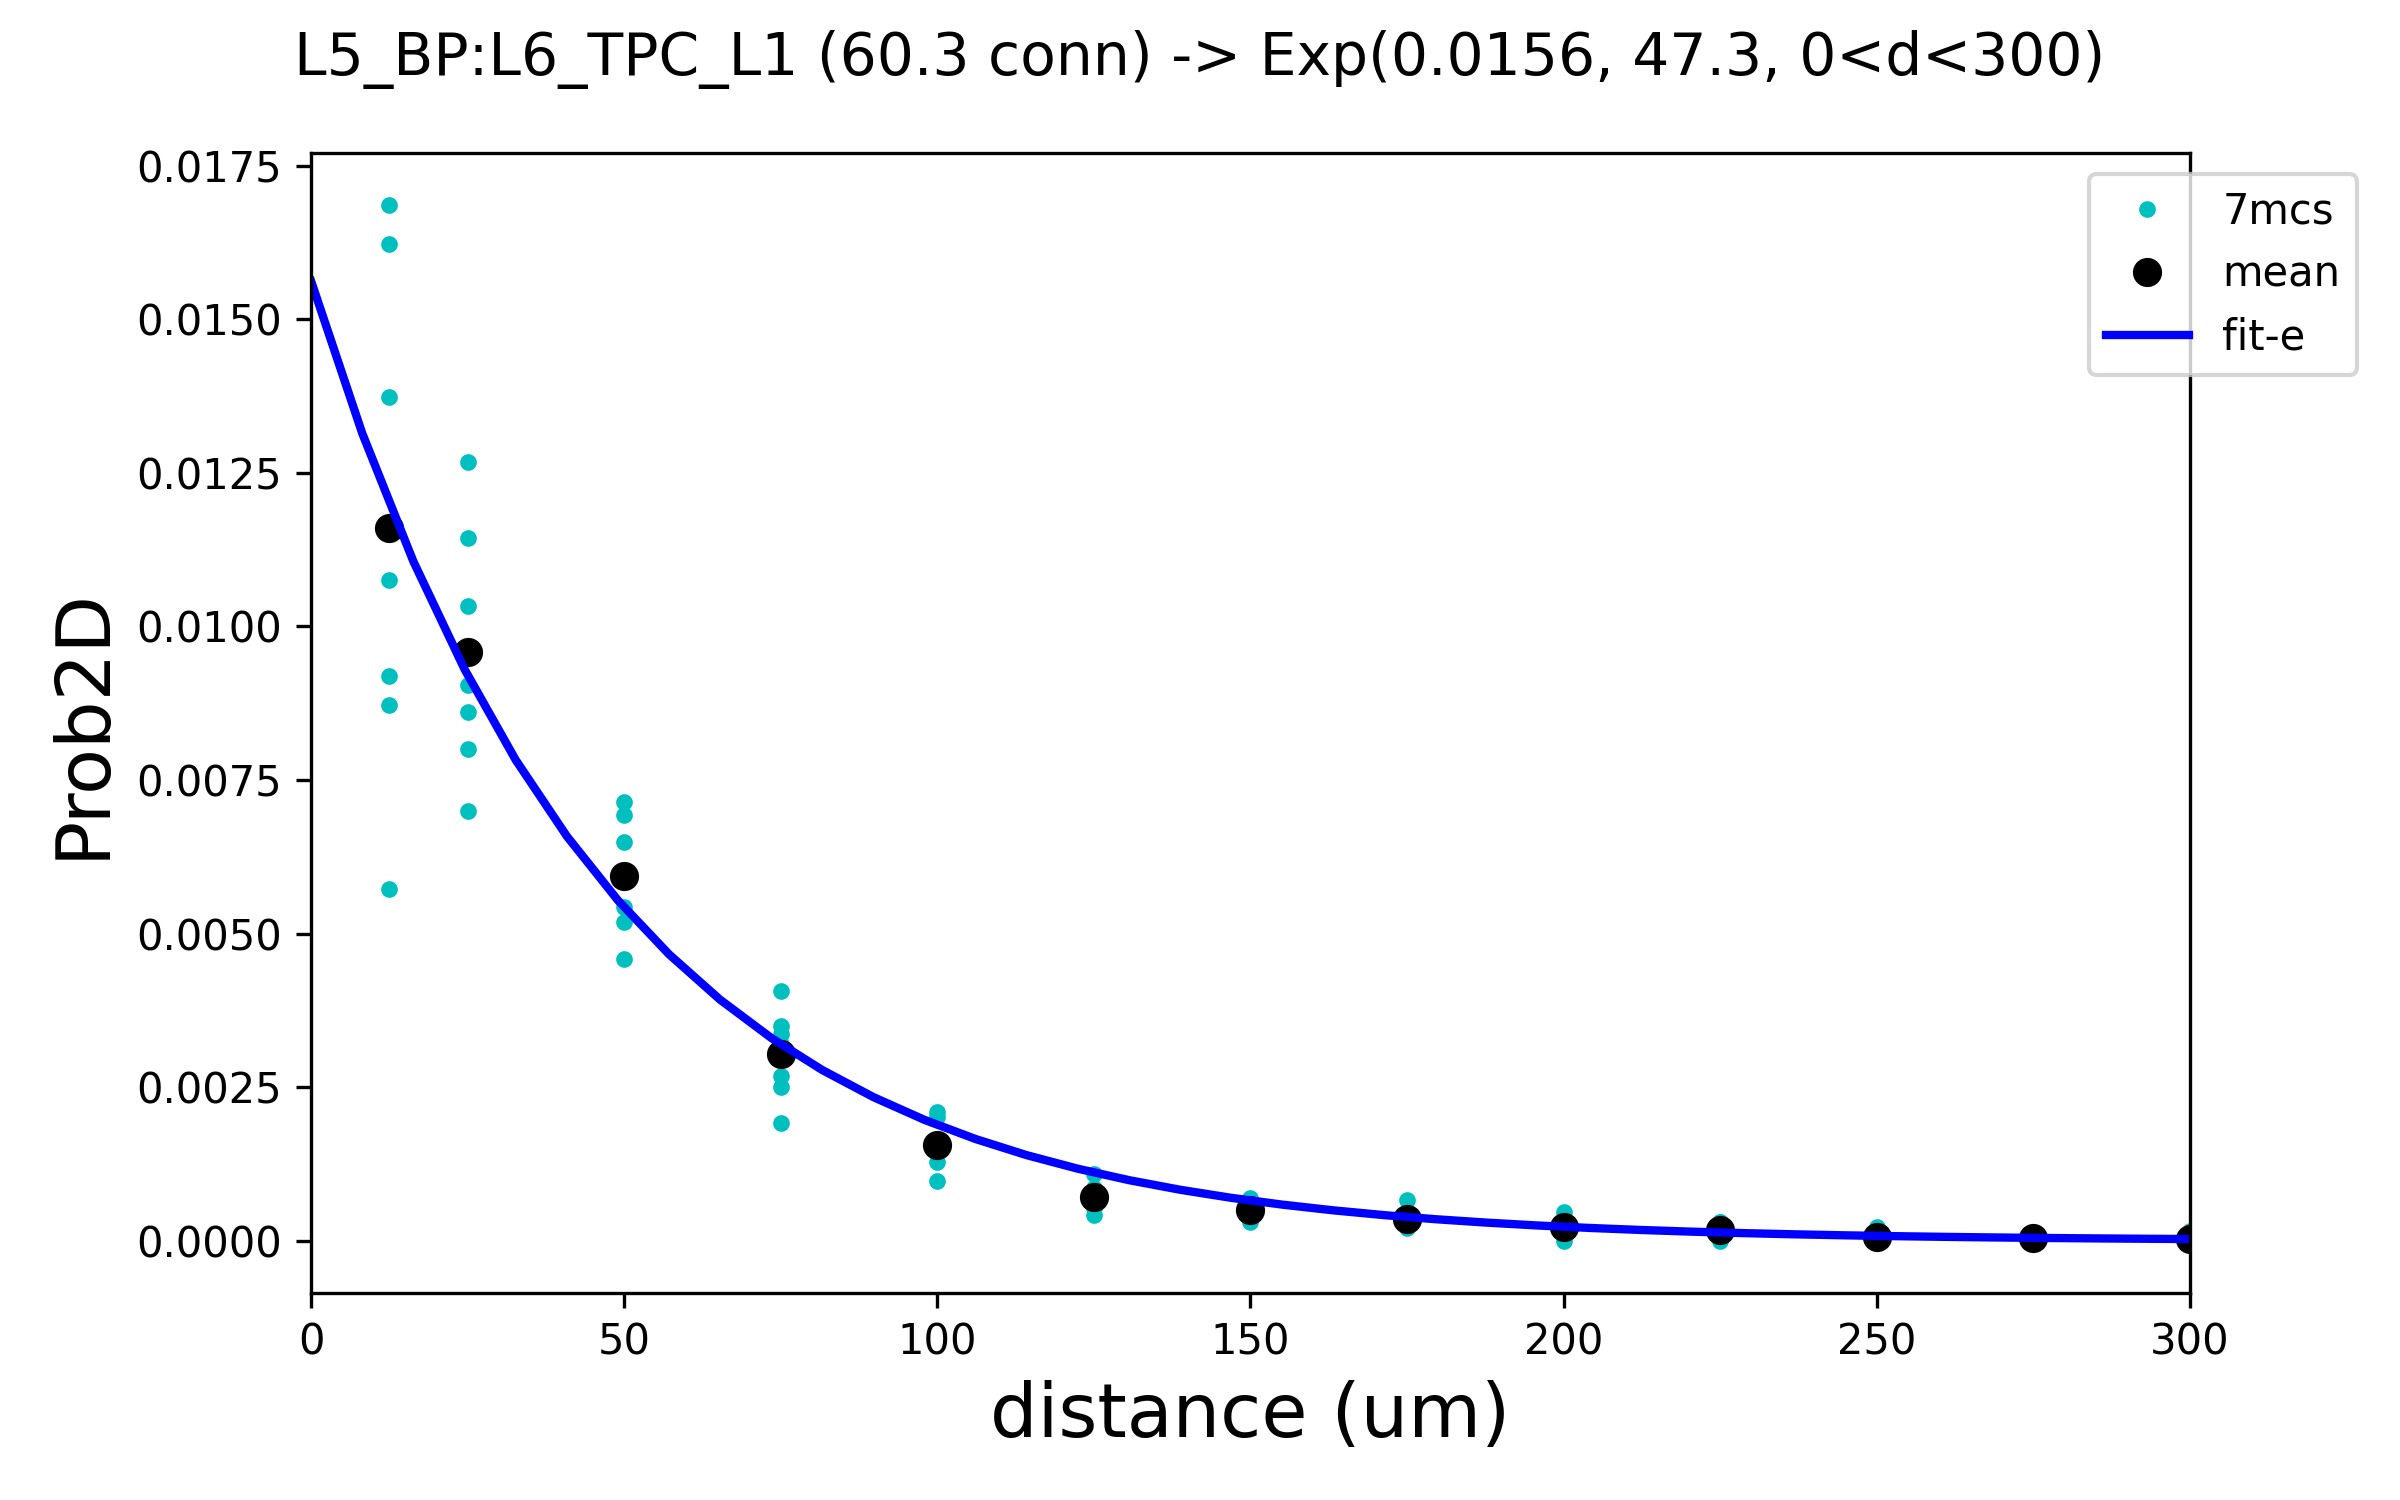 L5_BP:L6_TPC_L1 (60.3 conn) -> Exp(0.0156, 47.3, 0<d<300)
0.0175
0.0150
0.0125
0.0100
0.0075
0.0050
0.0025
0.0000
Prob2D
7mcs
mean
fit-e
0 50 100 150 200 250 300
distance (um)